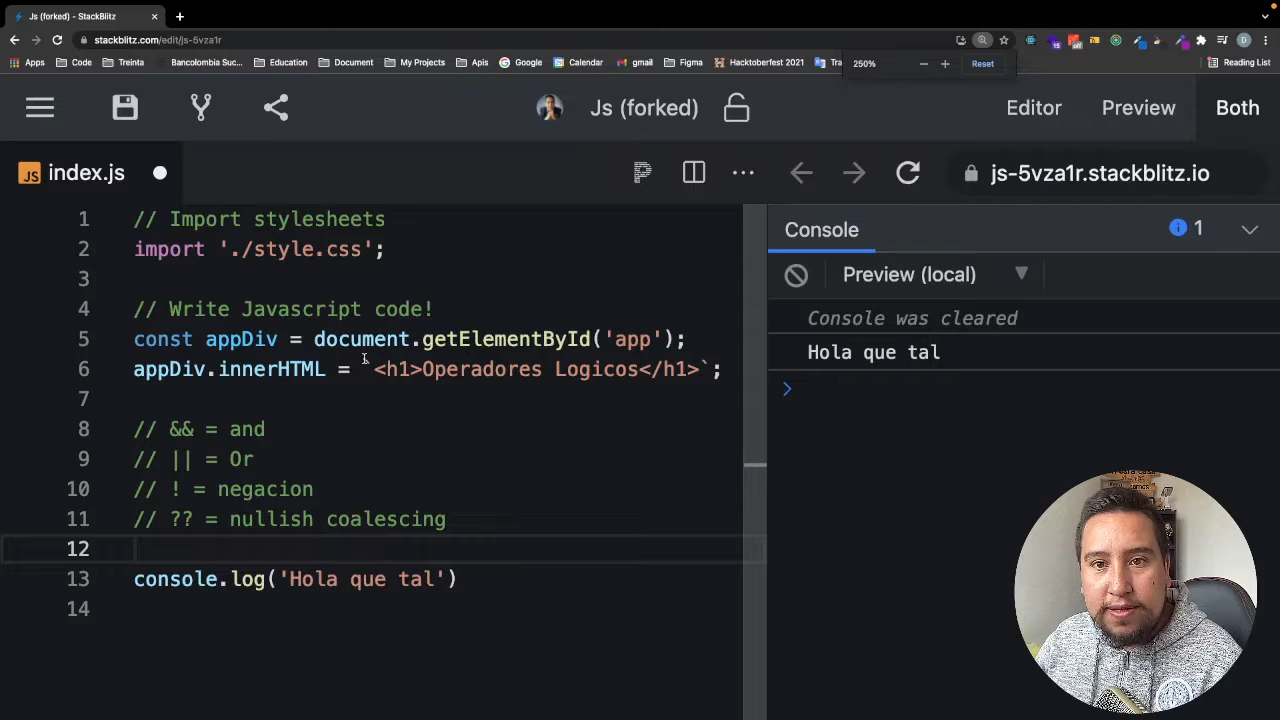 Js (forked) - StackBlitz
stackblitz.com/edit/js-5vza1r
Apps Code Treinta Bancolombia Suc... Education Document My Projects Apis Google Calendar gmail Figma Hacktoberfest 2021 Reading List
250% Reset
Js (forked) Editor Preview Both
JS index.js js-5vza1r.stackblitz.io
1 // Import stylesheets
2 import './style.css';
3
4 // Write Javascript code!
5 const appDiv = document.getElementById('app');
6 appDiv.innerHTML = `<h1>Operadores Logicos</h1>`;
7
8 // && = and
9 // || = Or
10 // ! = negacion
11 // ?? = nullish coalescing
12
13 console.log('Hola que tal')
14
Console 1
Preview (local)
Console was cleared
Hola que tal